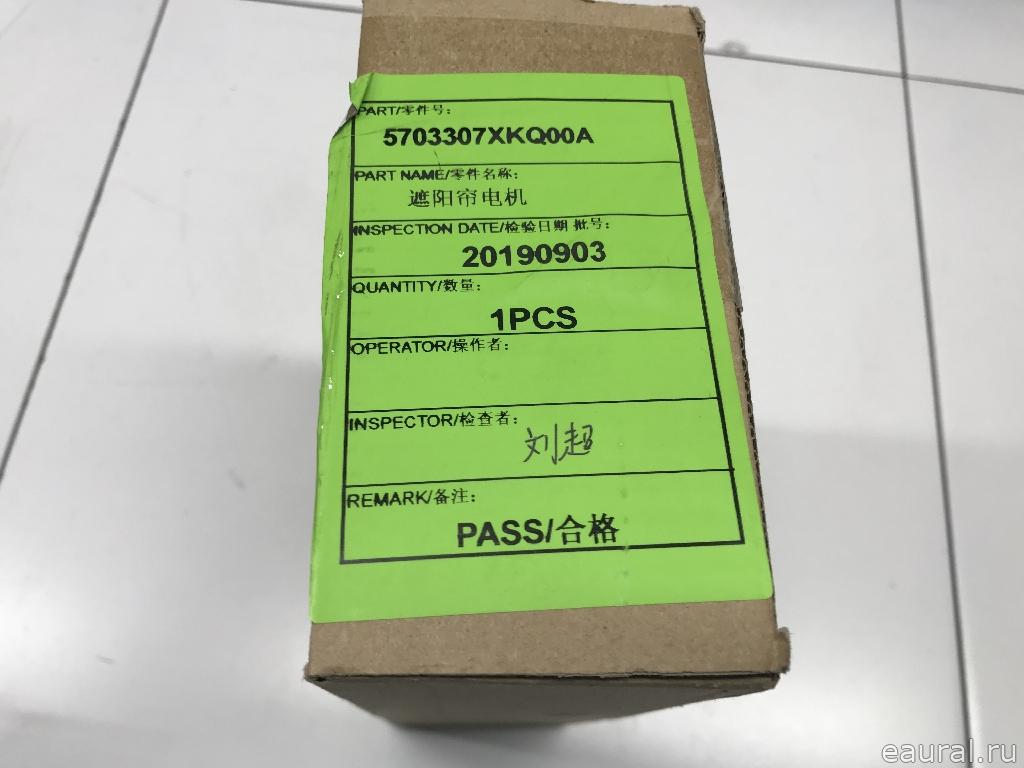 PART/零件号：
5703307XKQ00A
PART NAME/零件名称：
遮阳帘电机
INSPECTION DATE/检验日期 批号：
20190903
QUANTITY/数量：
1PCS
OPERATOR/操作者：
INSPECTOR/检查者：
刘超
REMARK/备注：
PASS/合格
eaural.ru